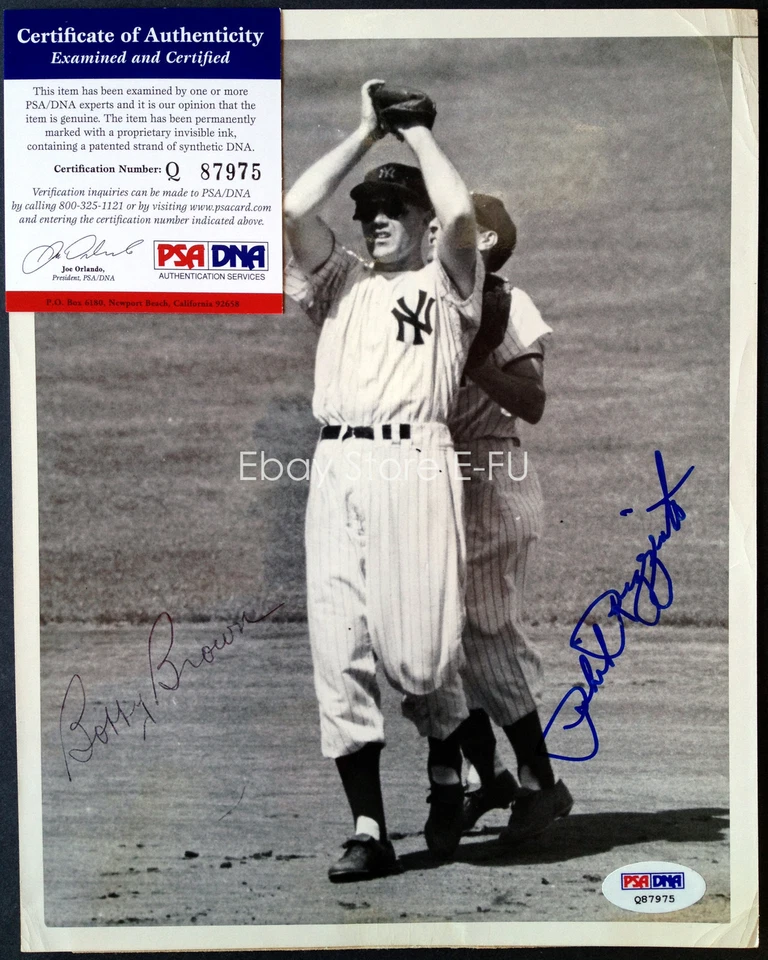 Certificate of Authenticity
Examined and Certified
This item has been examined by one or more
PSA/DNA experts and it is our opinion that the
item is genuine. The item has been permanently
marked with a proprietary invisible ink,
containing a patented strand of synthetic DNA.
Certification Number: Q 87975
Verification inquiries can be made to PSA/DNA
by calling 800-325-1121 or by visiting www.psacard.com
and entering the certification number indicated above.
Joe Orlando,
President, PSA/DNA
PSA DNA
AUTHENTICATION SERVICES
P.O. Box 6180, Newport Beach, California 92658
NY
NY
Ebay Store E-FU
Bobby Brown
Phil Rizzuto
PSA DNA
Q87975